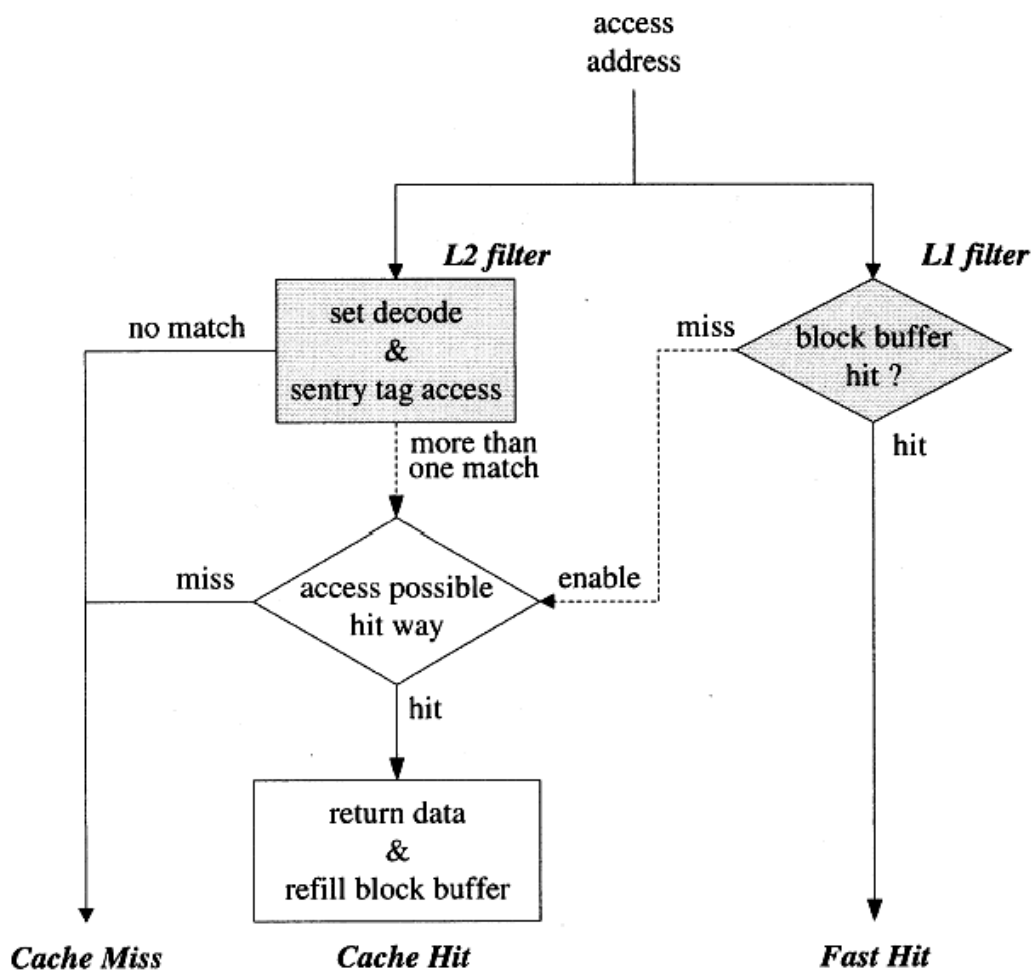 access
address
L2 filter
L1 filter
set decode
&
sentry tag access
no match
miss
block buffer
hit ?
more than
one match
hit
miss
access possible
hit way
enable
hit
return data
&
refill block buffer
Cache Miss
Cache Hit
Fast Hit